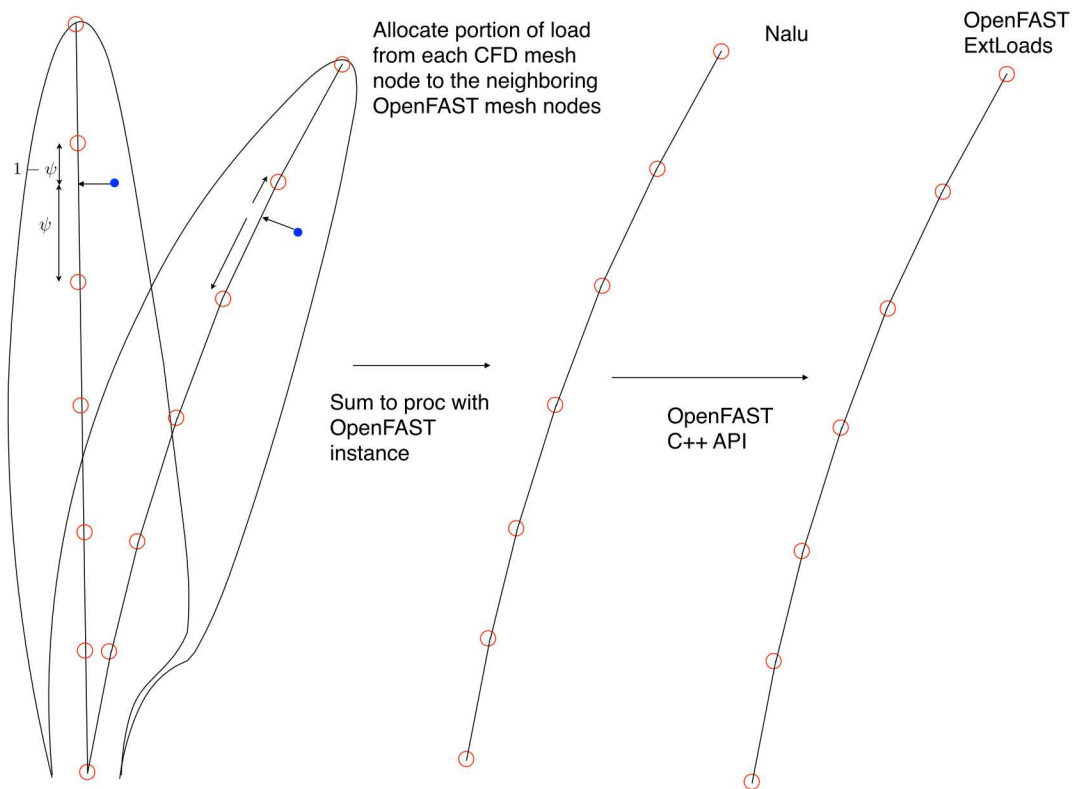 Allocate portion of load
from each CFD mesh
node to the neighboring
OpenFAST mesh nodes
Nalu
OpenFAST
ExtLoads
1 − ψ
ψ
Sum to proc with
OpenFAST
instance
OpenFAST
C++ API